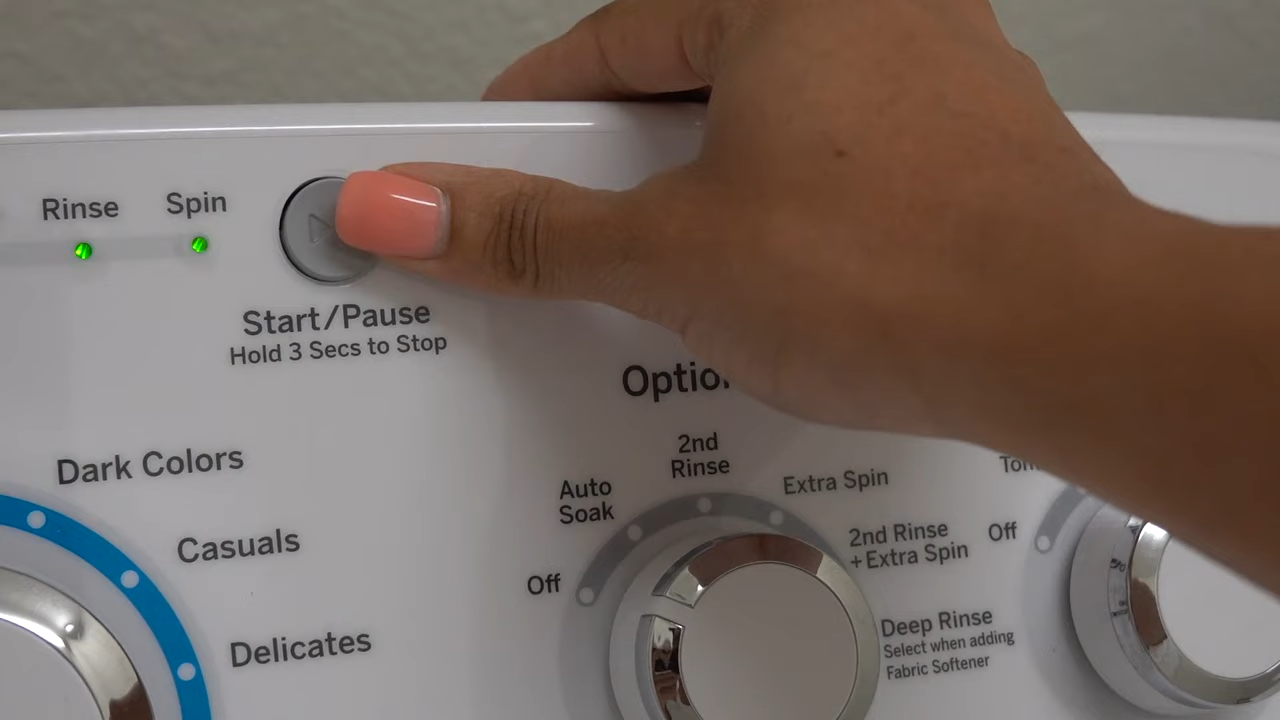 Rinse
Spin
Start/Pause
Hold 3 Secs to Stop
Dark Colors
Casuals
Delicates
Optio
Off
Auto
Soak
2nd
Rinse
Extra Spin
2nd Rinse
+Extra Spin
Deep Rinse
Select when adding
Fabric Softener
Off